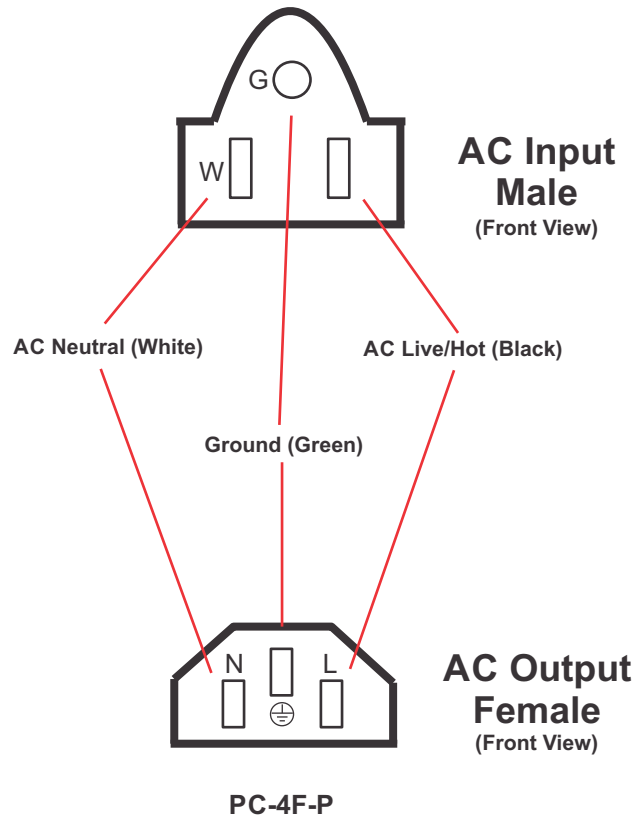 G
W
AC Input
Male
(Front View)
AC Neutral (White)
AC Live/Hot (Black)
Ground (Green)
N
L
AC Output
Female
(Front View)
PC-4F-P